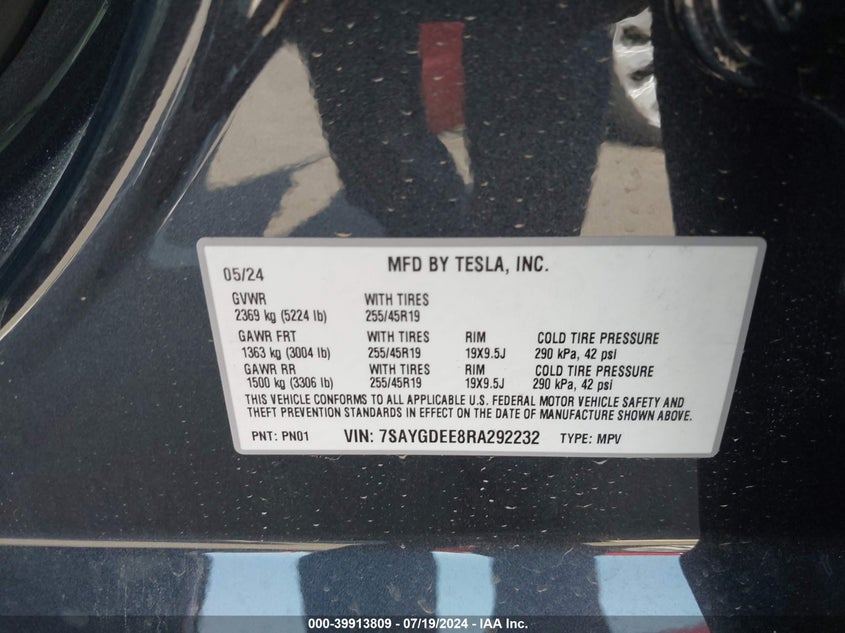 MFD BY TESLA, INC.
05/24
GVWR WITH TIRES
2369 kg (5224 lb) 255/45R19
GAWR FRT WITH TIRES RIM COLD TIRE PRESSURE
1363 kg (3004 lb) 255/45R19 19X9.5J 290 kPa, 42 psi
GAWR RR WITH TIRES RIM COLD TIRE PRESSURE
1500 kg (3306 lb) 255/45R19 19X9.5J 290 kPa, 42 psi
THIS VEHICLE CONFORMS TO ALL APPLICABLE U.S. FEDERAL MOTOR VEHICLE SAFETY AND
THEFT PREVENTION STANDARDS IN EFFECT ON THE DATE OF MANUFACTURE SHOWN ABOVE.
PNT: PN01 VIN: 7SAYGDEE8RA292232 TYPE: MPV
000-39913809 - 07/19/2024 - IAA Inc.